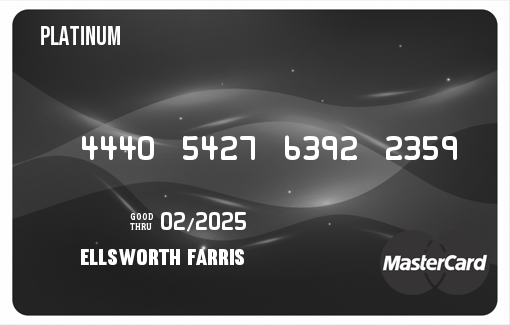 PLATINUM
4440 5427 6392 2359
GOOD
THRU 02/2025
ELLSWORTH FARRIS
MasterCard